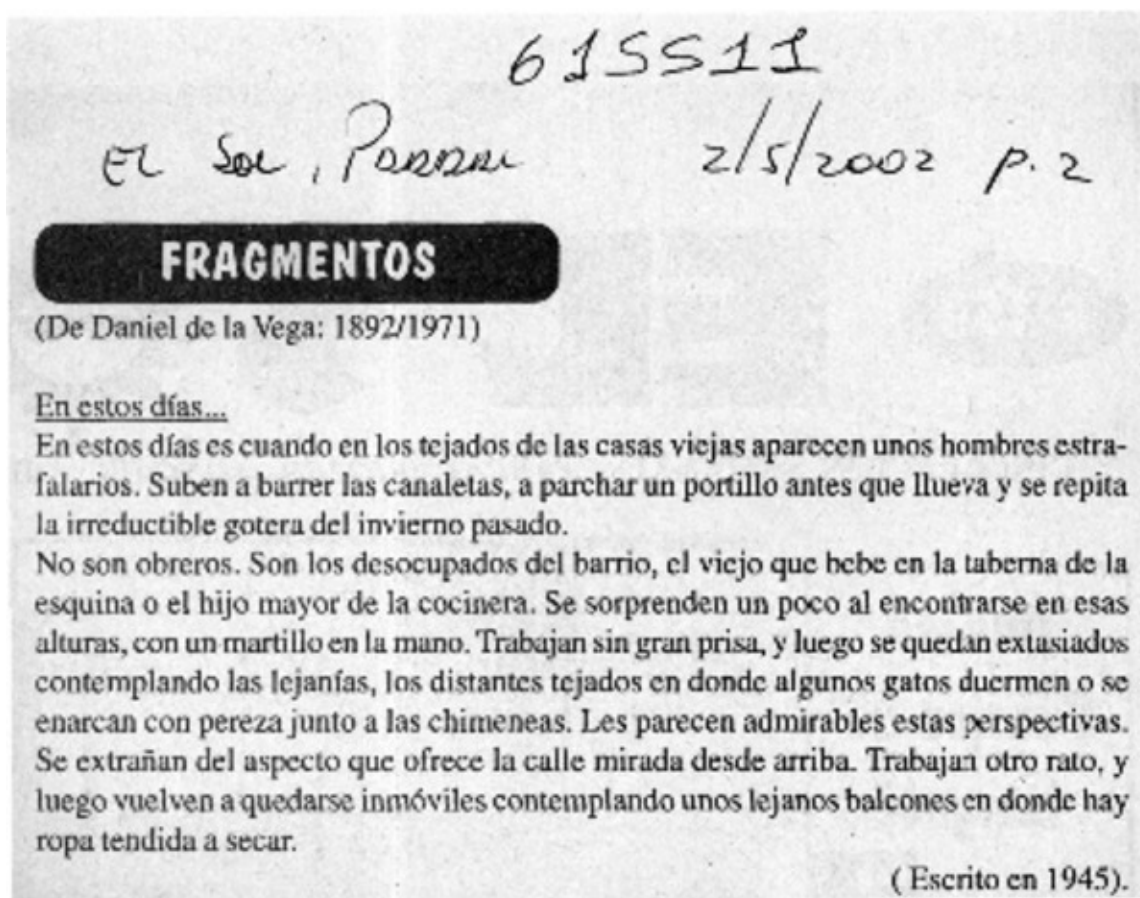 615511
EL SOL, PARRAL 2/5/2002 p. 2
FRAGMENTOS
(De Daniel de la Vega: 1892/1971)
En estos días...
En estos días es cuando en los tejados de las casas viejas aparecen unos hombres estra-
falarios. Suben a barrer las canaletas, a parchar un portillo antes que llueva y se repita
la irreductible gotera del invierno pasado.
No son obreros. Son los desocupados del barrio, el viejo que bebe en la taberna de la
esquina o el hijo mayor de la cocinera. Se sorprenden un poco al encontrarse en esas
alturas, con un martillo en la mano. Trabajan sin gran prisa, y luego se quedan extasiados
contemplando las lejanías, los distantes tejados en donde algunos gatos duermen o se
enarcan con pereza junto a las chimeneas. Les parecen admirables estas perspectivas.
Se extrañan del aspecto que ofrece la calle mirada desde arriba. Trabajan otro rato, y
luego vuelven a quedarse inmóviles contemplando unos lejanos balcones en donde hay
ropa tendida a secar.
( Escrito en 1945).